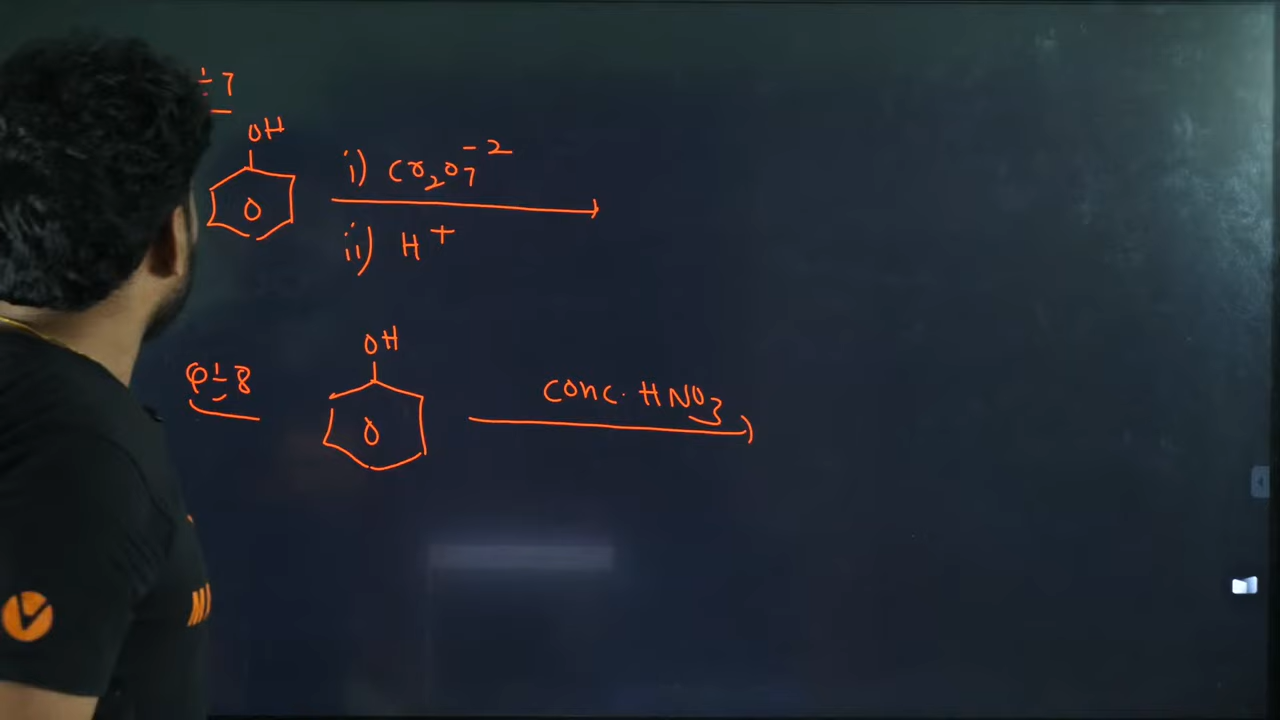 ÷7
OH
i) Cr₂O₇⁻²
ii) H⁺
OH
Q÷8
conc. HNO₃